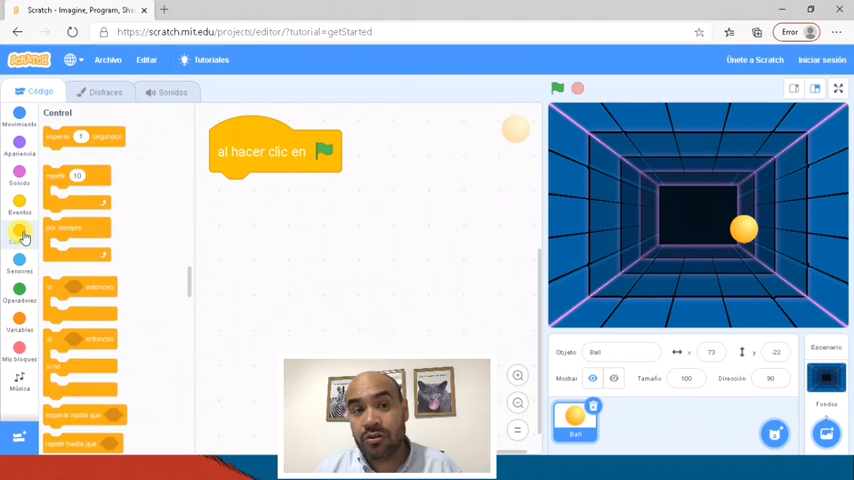 Scratch - Imagine, Program, Sha
https://scratch.mit.edu/projects/editor/?tutorial=getStarted
Error
SCRATCH
Archivo
Editar
Tutoriales
Únete a Scratch
Iniciar sesión
Código
Disfraces
Sonidos
Movimiento
Apariencia
Sonido
Eventos
Sensores
Operadores
Variables
Mis bloques
Música
Control
esperar 1 segundos
repetir 10
por siempre
si entonces
si entonces
si no
esperar hasta que
repetir hasta que
al hacer clic en
Objeto Ball x 73 y -22
Mostrar Tamaño 100 Dirección 90
Ball
Escenario
Fondos